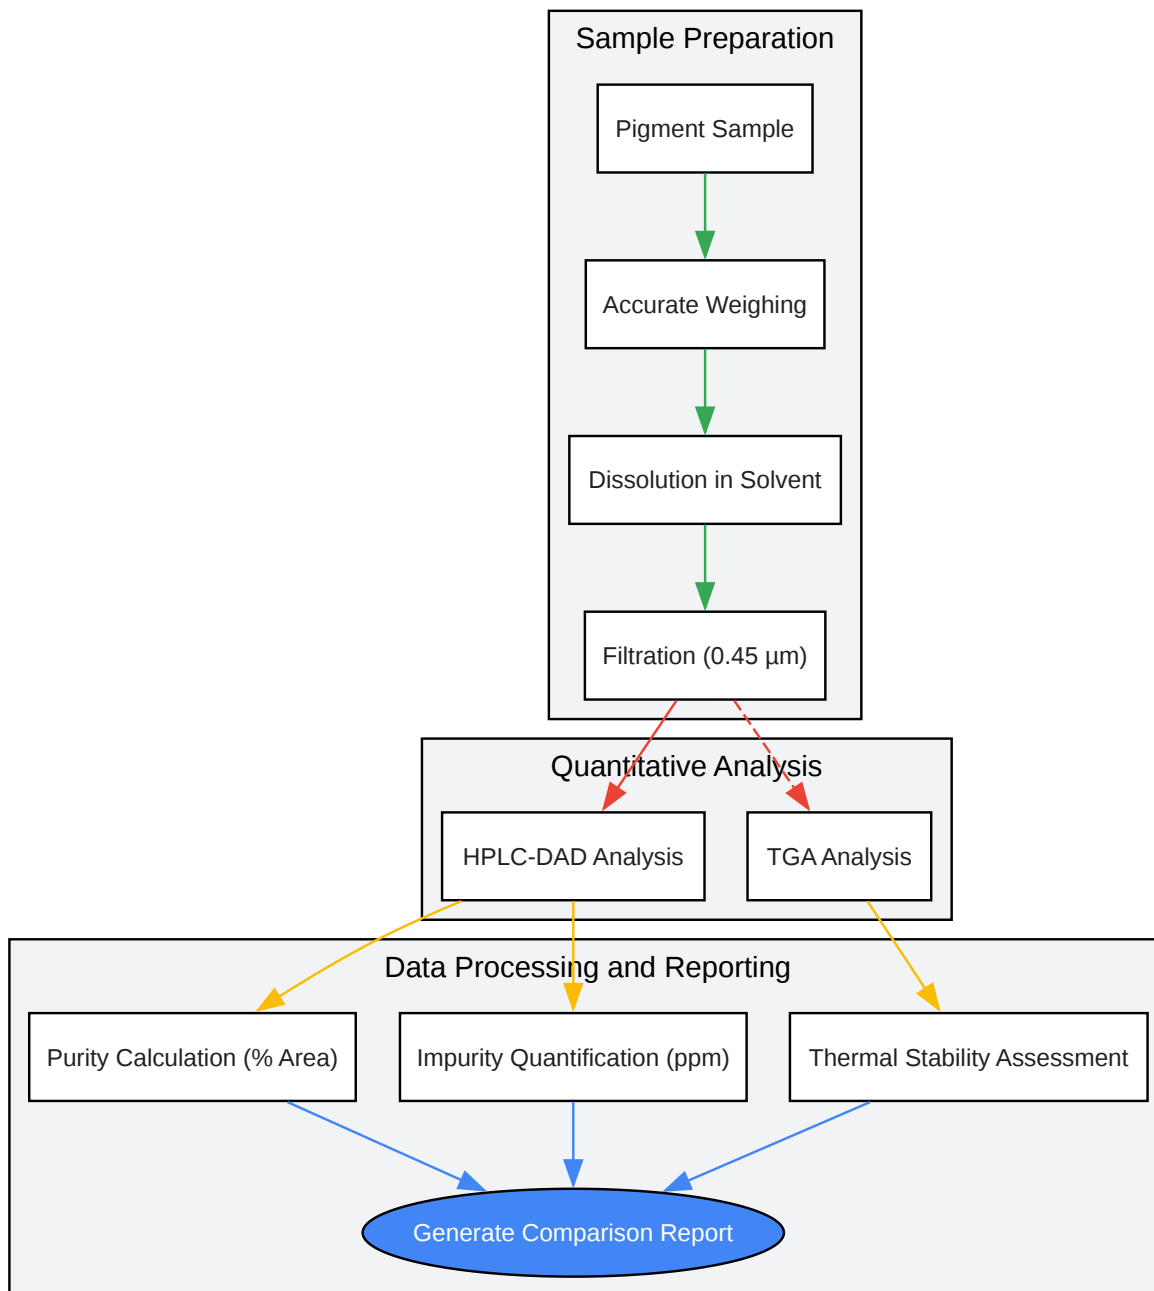 Sample Preparation
Pigment Sample
Accurate Weighing
Dissolution in Solvent
Filtration (0.45 µm)
Quantitative Analysis
HPLC-DAD Analysis
TGA Analysis
Data Processing and Reporting
Purity Calculation (% Area)
Impurity Quantification (ppm)
Thermal Stability Assessment
Generate Comparison Report